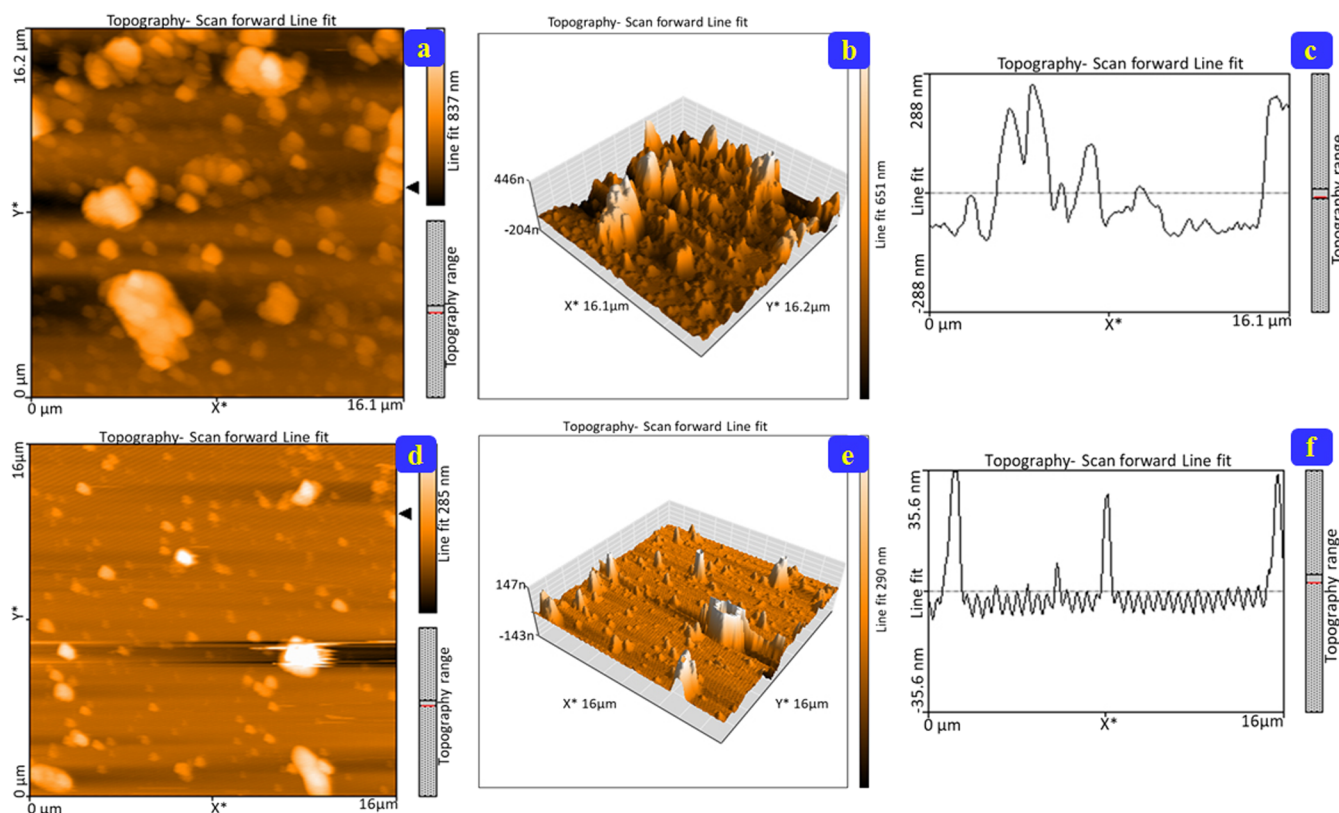 Topography- Scan forward Line fit
a
16.2 µm
Y*
0 µm
0 µm
X*
16.1 µm
Line fit 837 nm
Topography range
Topography- Scan forward Line fit
b
446n
-204n
X* 16.1µm
Y* 16.2µm
Line fit 651 nm
Topography- Scan forward Line fit
c
288 nm
Line fit
-288 nm
0 µm
X*
16.1 µm
Topography range
Topography- Scan forward Line fit
d
16µm
Y*
0 µm
0 µm
X*
16µm
Line fit 285 nm
Topography range
Topography- Scan forward Line fit
e
147n
-143n
X* 16µm
Y* 16µm
Line fit 290 nm
Topography- Scan forward Line fit
f
35.6 nm
Line fit
-35.6 nm
0 µm
X*
16µm
Topography range